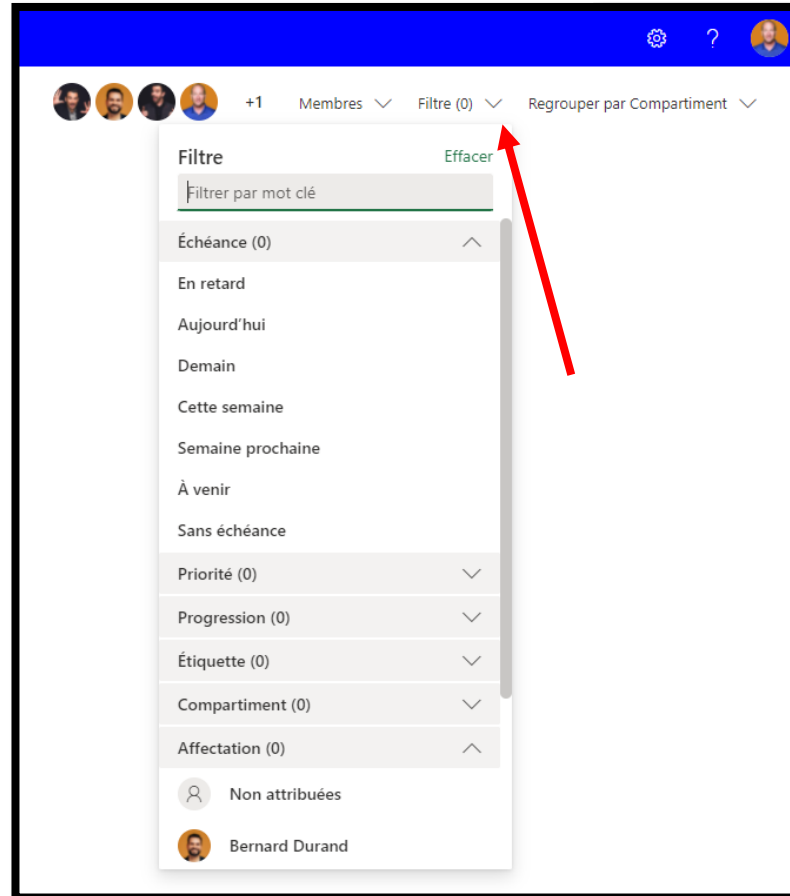 ?
+1 Membres Filtre (0) Regrouper par Compartiment
Filtre Effacer
Filtrer par mot clé
Échéance (0)
En retard
Aujourd'hui
Demain
Cette semaine
Semaine prochaine
À venir
Sans échéance
Priorité (0)
Progression (0)
Étiquette (0)
Compartiment (0)
Affectation (0)
Non attribuées
Bernard Durand